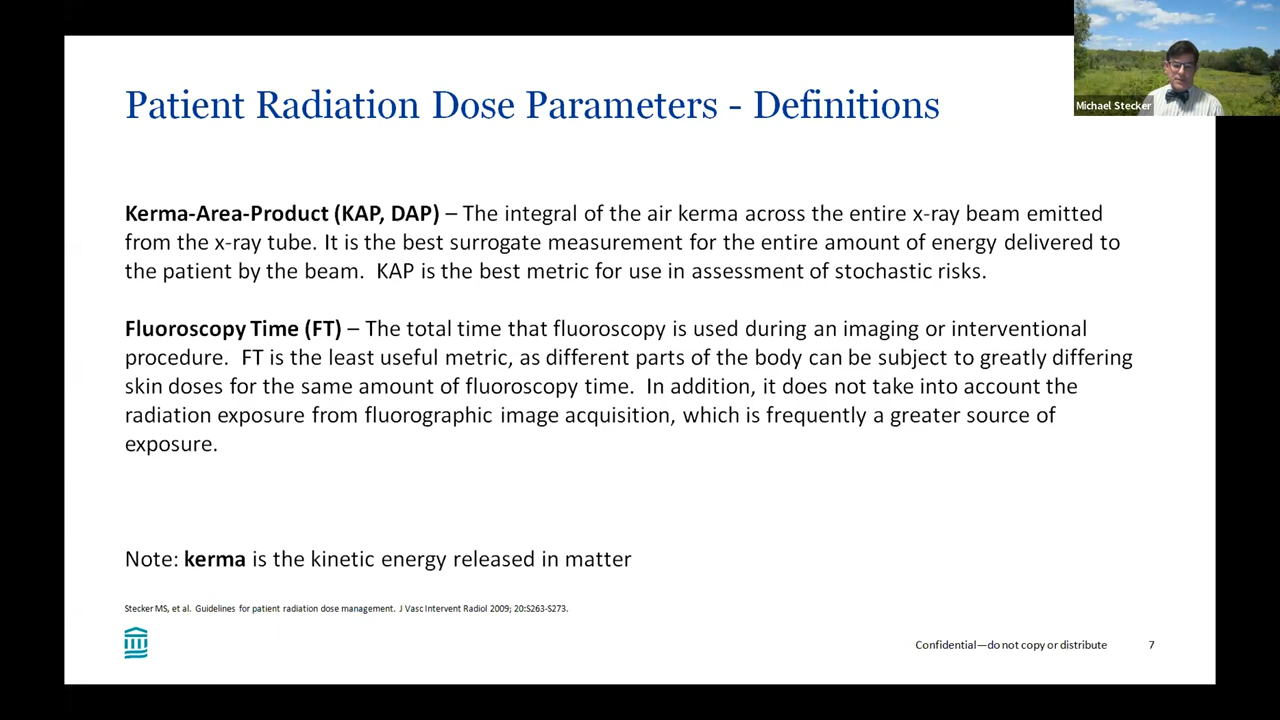 Michael Stecker
Patient Radiation Dose Parameters - Definitions
Kerma-Area-Product (KAP, DAP) – The integral of the air kerma across the entire x-ray beam emitted
from the x-ray tube. It is the best surrogate measurement for the entire amount of energy delivered to
the patient by the beam.  KAP is the best metric for use in assessment of stochastic risks.
Fluoroscopy Time (FT) – The total time that fluoroscopy is used during an imaging or interventional
procedure.  FT is the least useful metric, as different parts of the body can be subject to greatly differing
skin doses for the same amount of fluoroscopy time.  In addition, it does not take into account the
radiation exposure from fluorographic image acquisition, which is frequently a greater source of
exposure.
Note: kerma is the kinetic energy released in matter
Stecker MS, et al.  Guidelines for patient radiation dose management.  J Vasc Intervent Radiol 2009; 20:S263-S273.
Confidential—do not copy or distribute 7